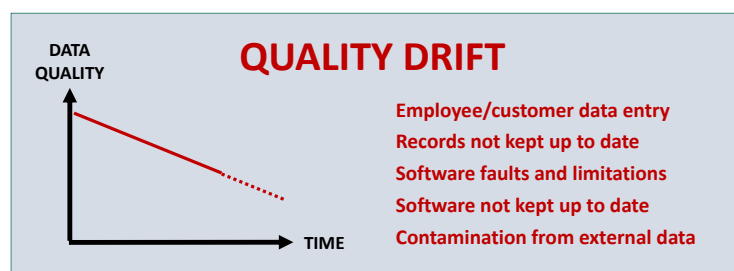 QUALITY DRIFT
DATA
QUALITY
Employee/customer data entry
Records not kept up to date
Software faults and limitations
Software not kept up to date
Contamination from external data
TIME